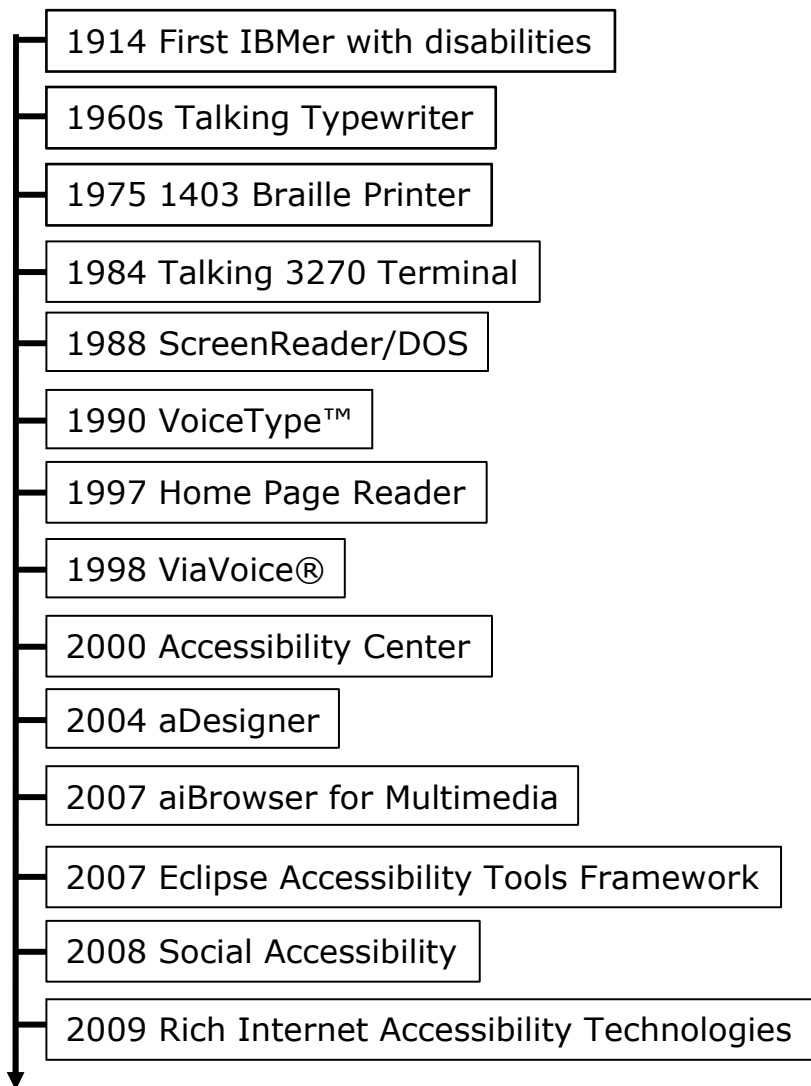 1914 First IBMer with disabilities
1960s Talking Typewriter
1975 1403 Braille Printer
1984 Talking 3270 Terminal
1988 ScreenReader/DOS
1990 VoiceType™
1997 Home Page Reader
1998 ViaVoice®
2000 Accessibility Center
2004 aDesigner
2007 aiBrowser for Multimedia
2007 Eclipse Accessibility Tools Framework
2008 Social Accessibility
2009 Rich Internet Accessibility Technologies